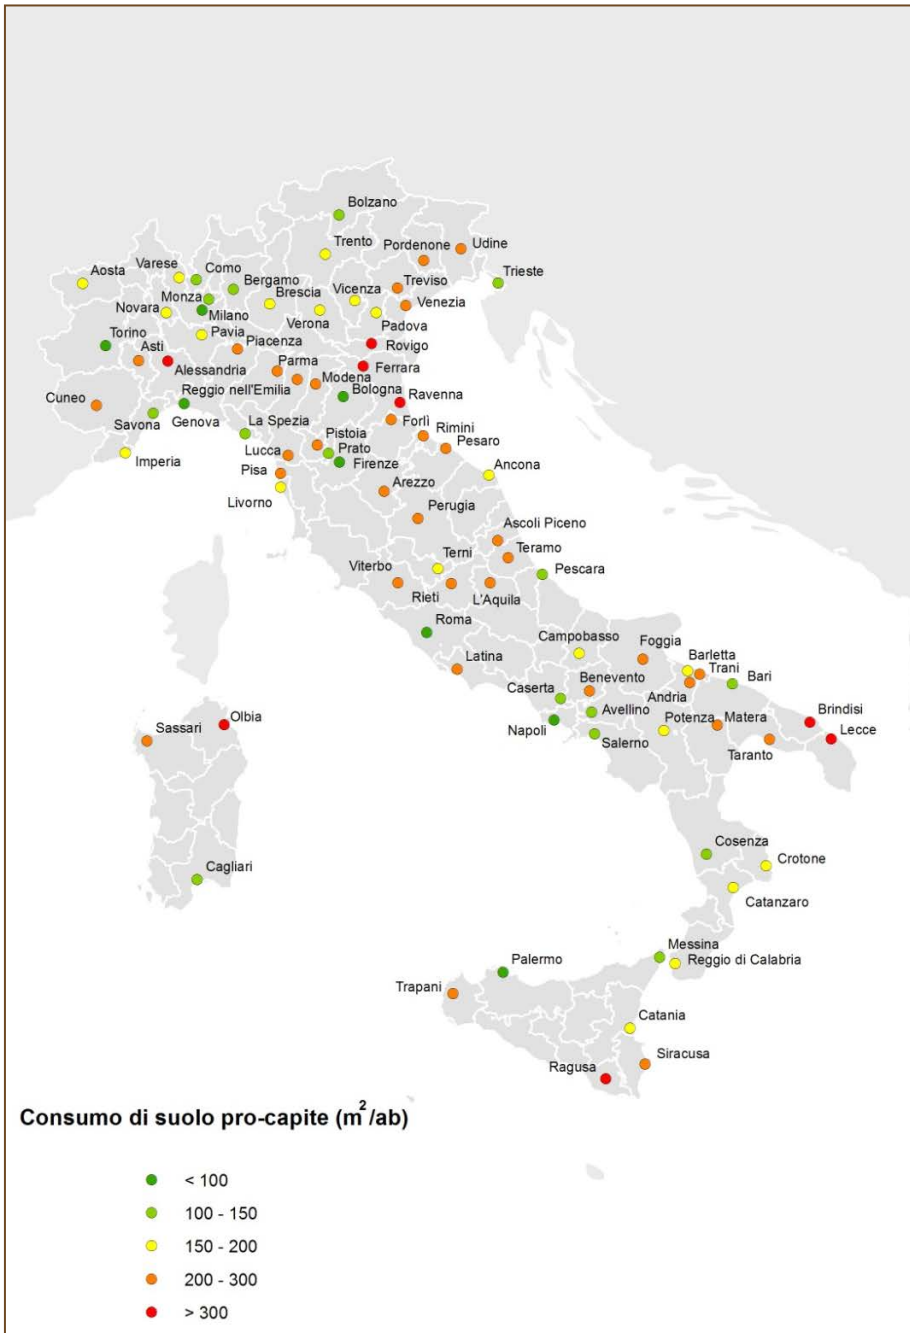 Bolzano
Trento
Pordenone
Udine
Aosta
Varese
Como
Bergamo
Brescia
Vicenza
Treviso
Trieste
Monza
Novara
Milano
Verona
Venezia
Padova
Torino
Pavia
Piacenza
Rovigo
Asti
Alessandria
Parma
Ferrara
Modena
Cuneo
Reggio nell'Emilia
Bologna
Ravenna
Savona
Genova
La Spezia
Forlì
Pistoia
Rimini
Prato
Pesaro
Imperia
Lucca
Firenze
Pisa
Ancona
Livorno
Arezzo
Perugia
Ascoli Piceno
Terni
Teramo
Viterbo
Pescara
Rieti
L'Aquila
Roma
Campobasso
Foggia
Latina
Barletta
Trani
Bari
Benevento
Andria
Caserta
Avellino
Napoli
Salerno
Potenza
Matera
Brindisi
Lecce
Taranto
Olbia
Sassari
Cosenza
Crotone
Cagliari
Catanzaro
Messina
Reggio di Calabria
Palermo
Trapani
Catania
Siracusa
Ragusa
Consumo di suolo pro-capite (m²/ab)
< 100
100 - 150
150 - 200
200 - 300
> 300